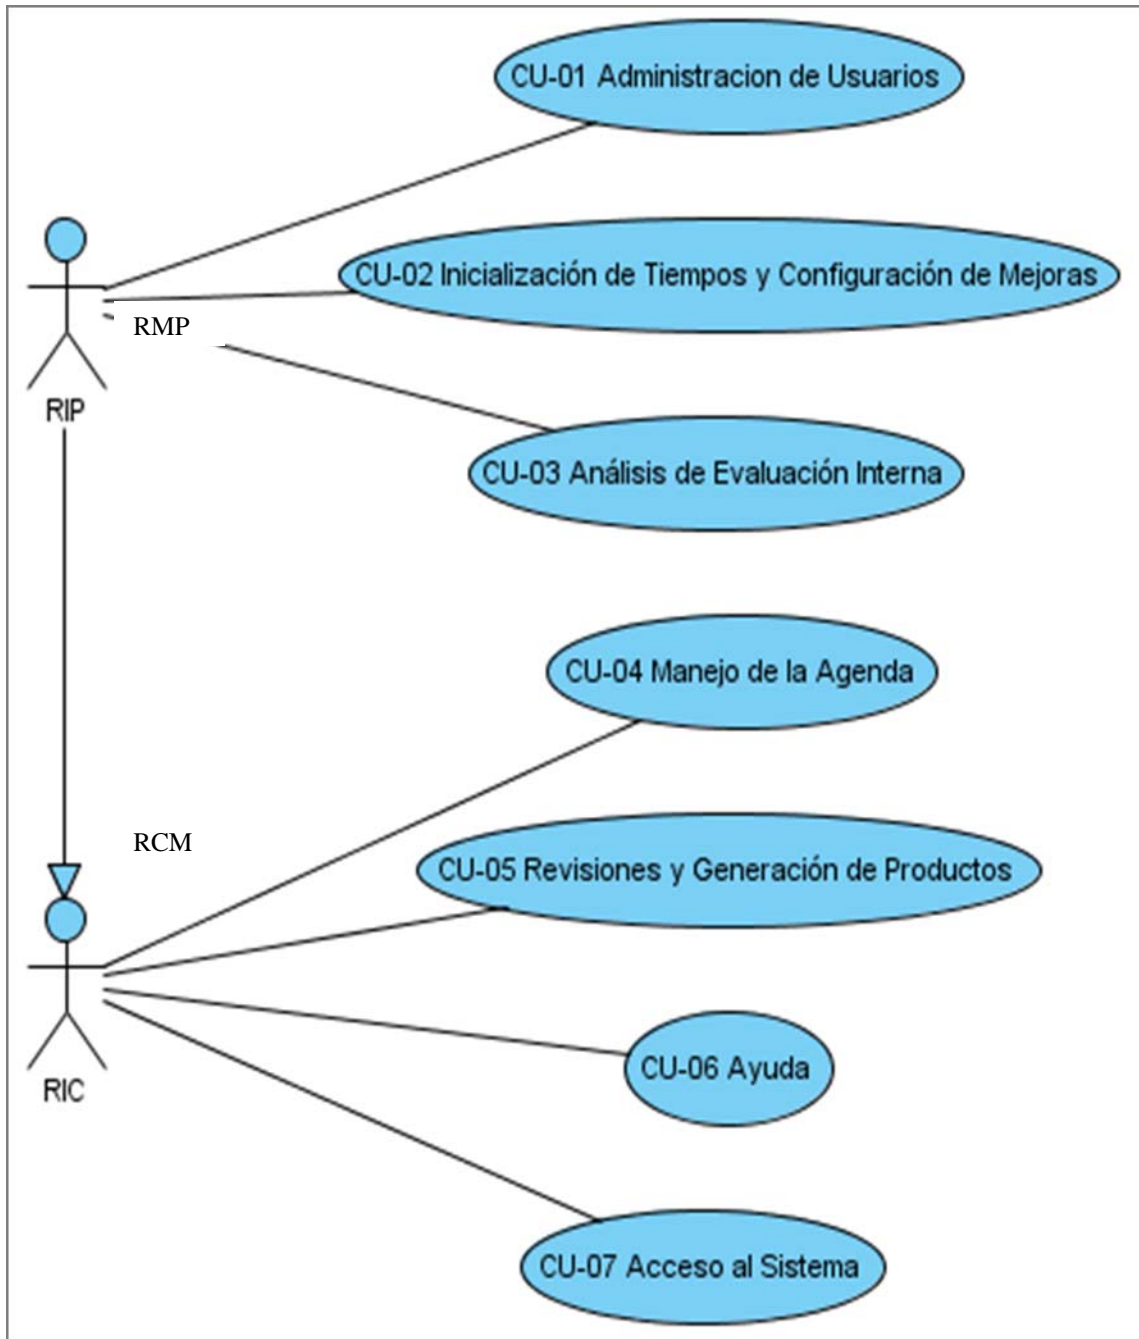 CU-01 Administracion de Usuarios
CU-02 Inicialización de Tiempos y Configuración de Mejoras
RMP
RIP
CU-03 Análisis de Evaluación Interna
CU-04 Manejo de la Agenda
RCM
CU-05 Revisiones y Generación de Productos
CU-06 Ayuda
RIC
CU-07 Acceso al Sistema